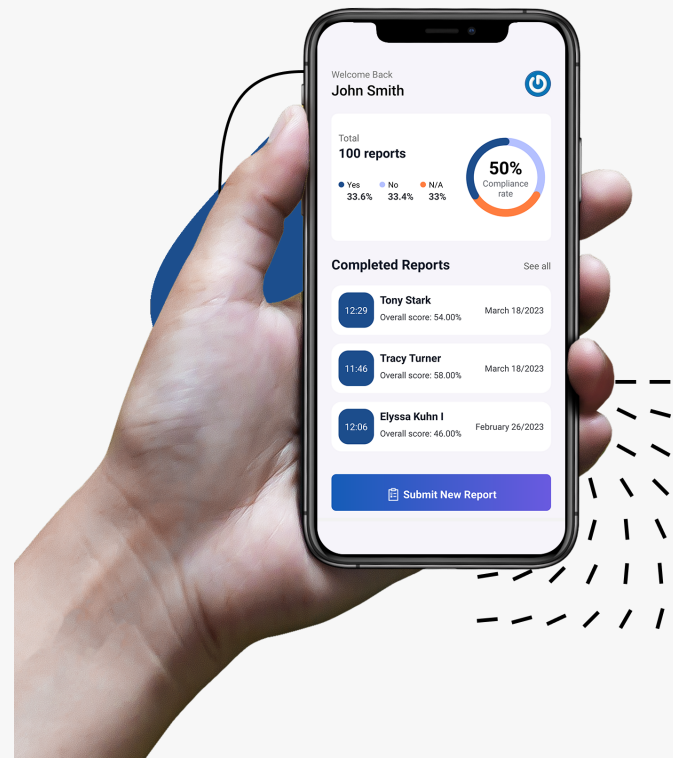 Welcome Back
John Smith
Total
100 reports
Yes No N/A
33.6% 33.4% 33%
50%
Compliance
rate
Completed Reports See all
12:29
Tony Stark
Overall score: 54.00%
March 18/2023
11:46
Tracy Turner
Overall score: 58.00%
March 18/2023
12:06
Elyssa Kuhn I
Overall score: 46.00%
February 26/2023
Submit New Report